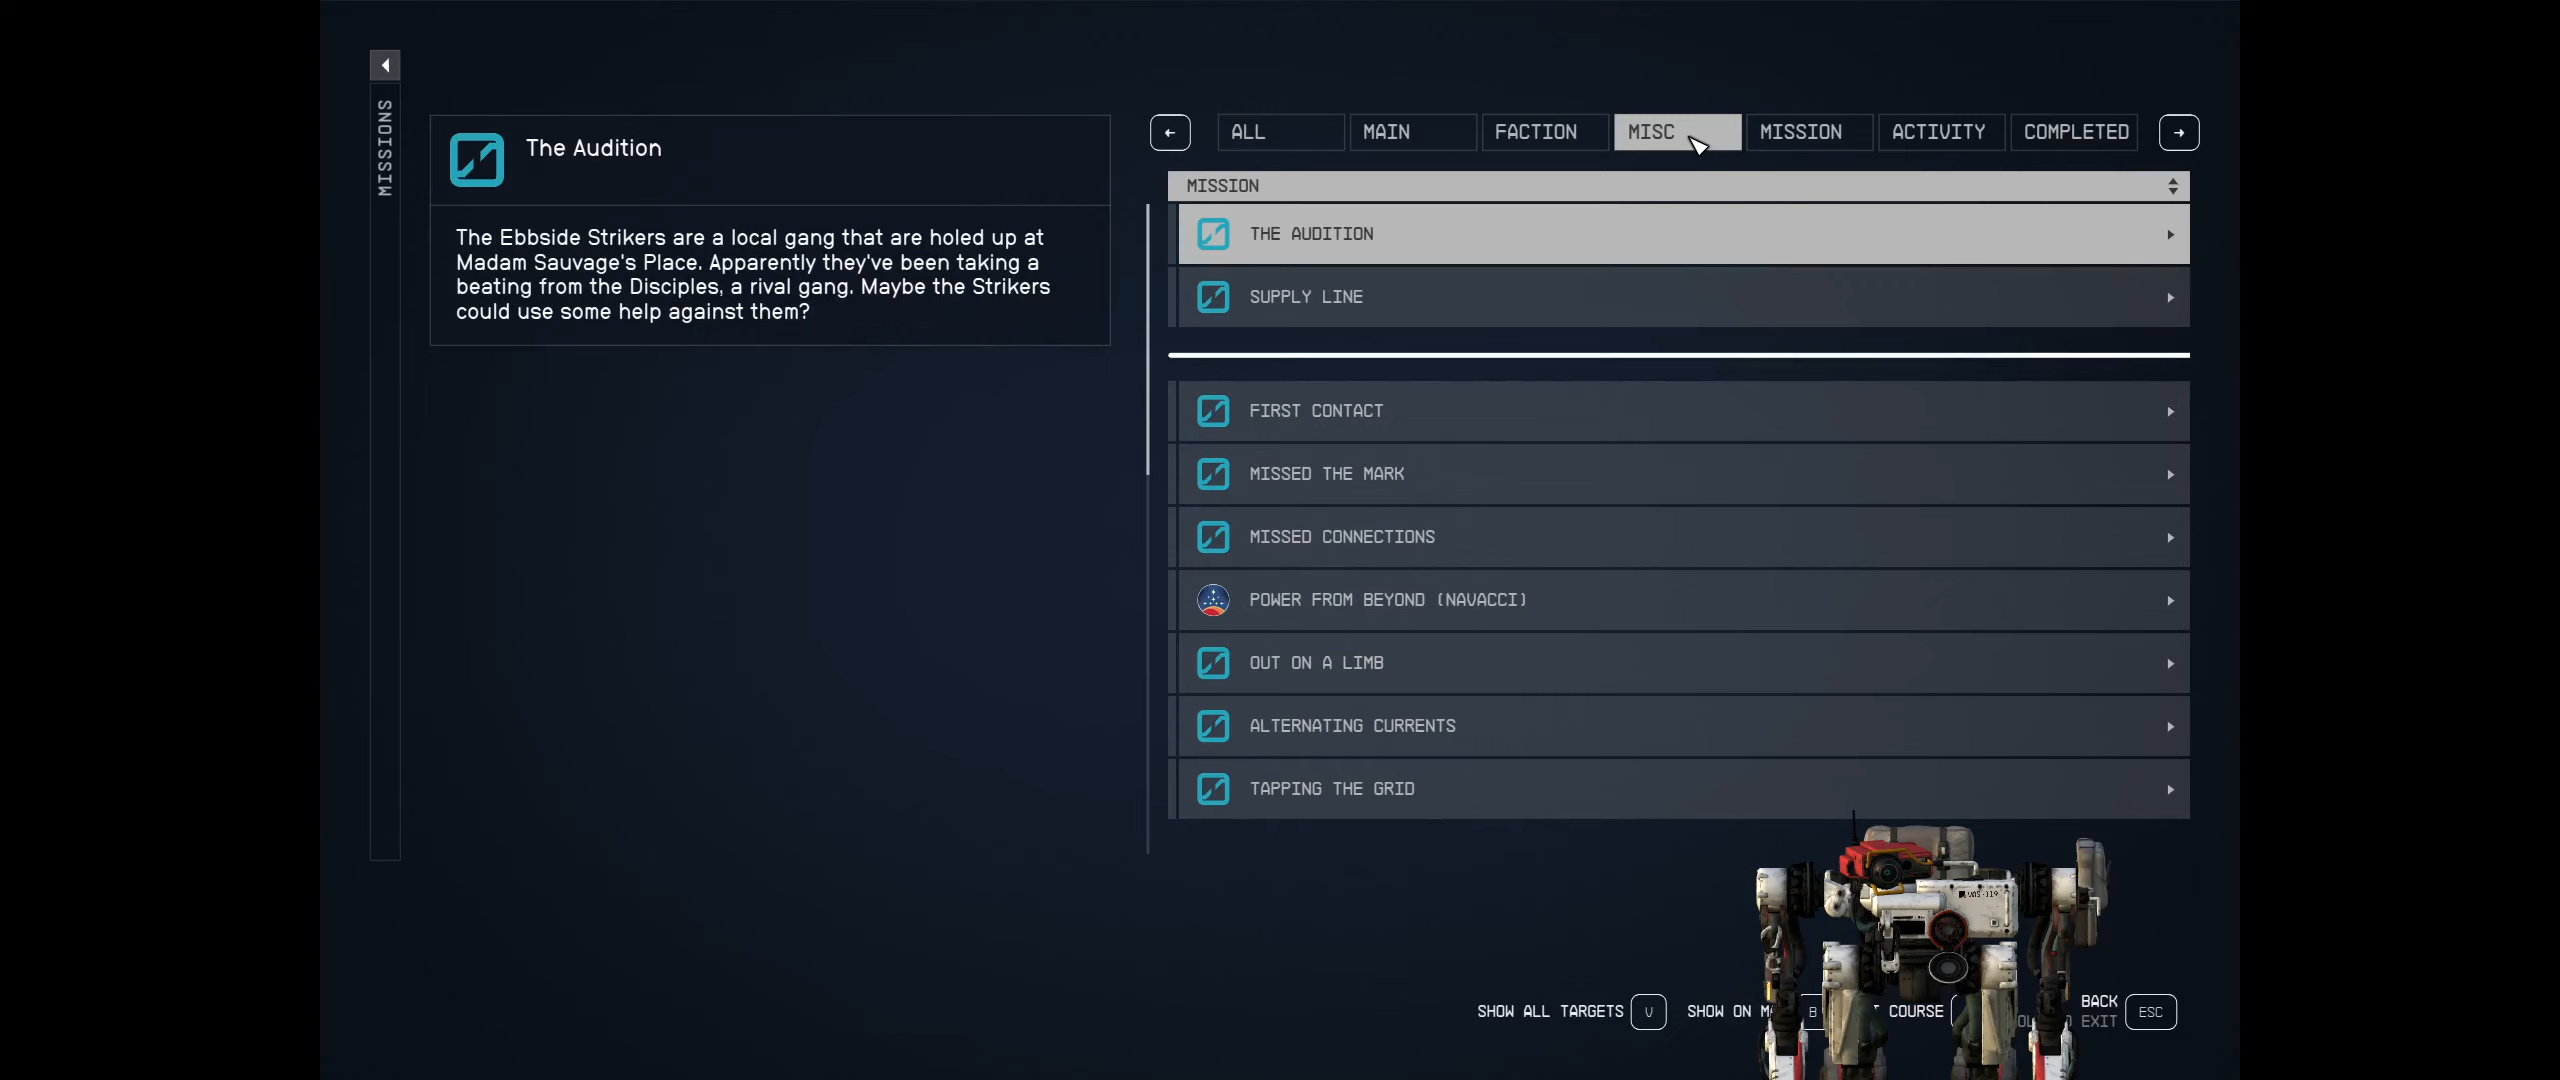 MISSIONS
The Audition
The Ebbside Strikers are a local gang that are holed up at
Madam Sauvage's Place. Apparently they've been taking a
beating from the Disciples, a rival gang. Maybe the Strikers
could use some help against them?
ALL MAIN FACTION MISC MISSION ACTIVITY COMPLETED
MISSION
THE AUDITION
SUPPLY LINE
FIRST CONTACT
MISSED THE MARK
MISSED CONNECTIONS
POWER FROM BEYOND (NAVACCI)
OUT ON A LIMB
ALTERNATING CURRENTS
TAPPING THE GRID
SHOW ALL TARGETS V SHOW ON B COURSE BACK ESC
EXIT